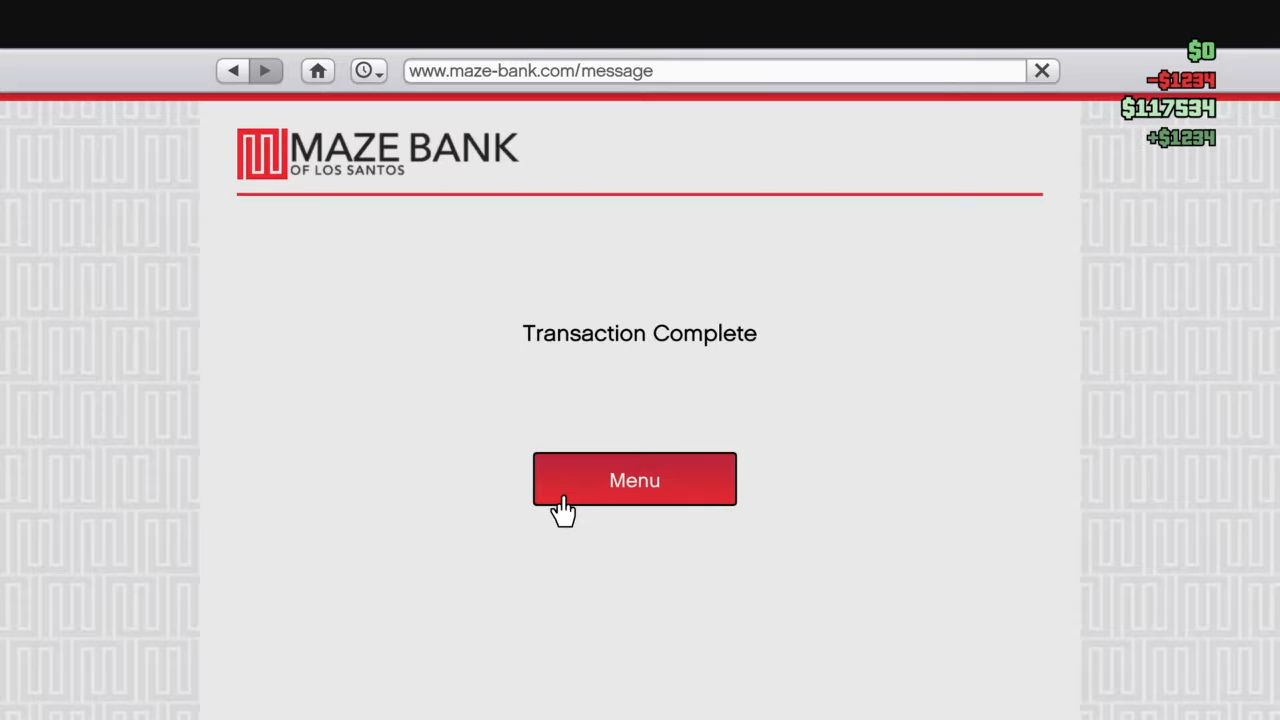 www.maze-bank.com/message
$0
-$1234
$117534
+$1234
MAZE BANK
OF LOS SANTOS
Transaction Complete
Menu